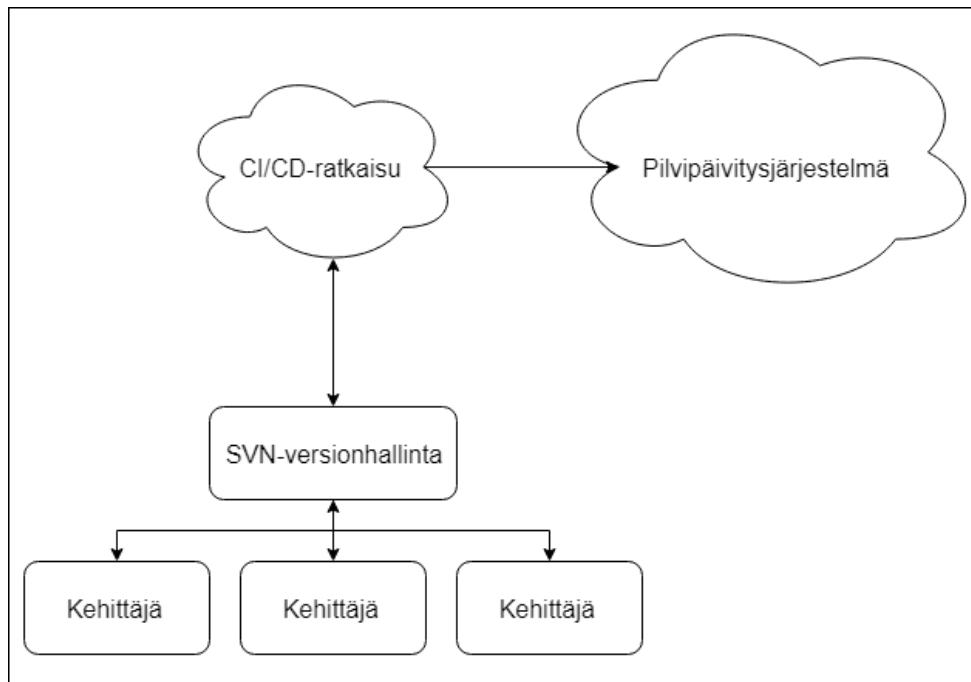 CI/CD-ratkaisu
Pilvipäivitysjärjestelmä
SVN-versionhallinta
Kehittäjä
Kehittäjä
Kehittäjä